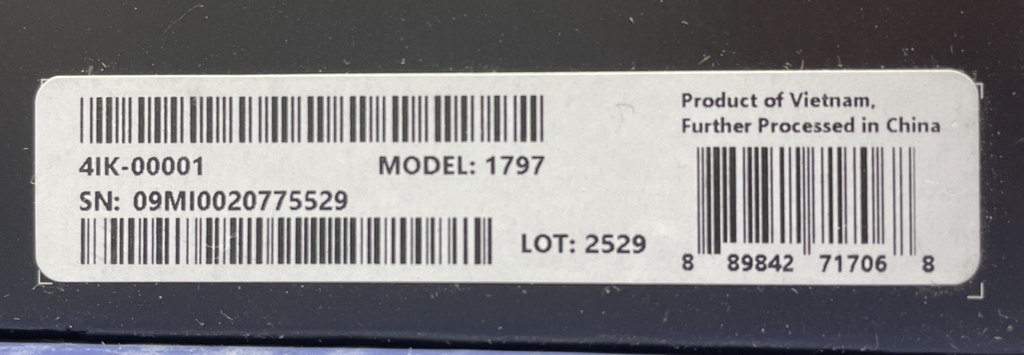 4IK-00001 MODEL: 1797
SN: 09MI0020775529
LOT: 2529
Product of Vietnam,
Further Processed in China
8 89842 71706 8